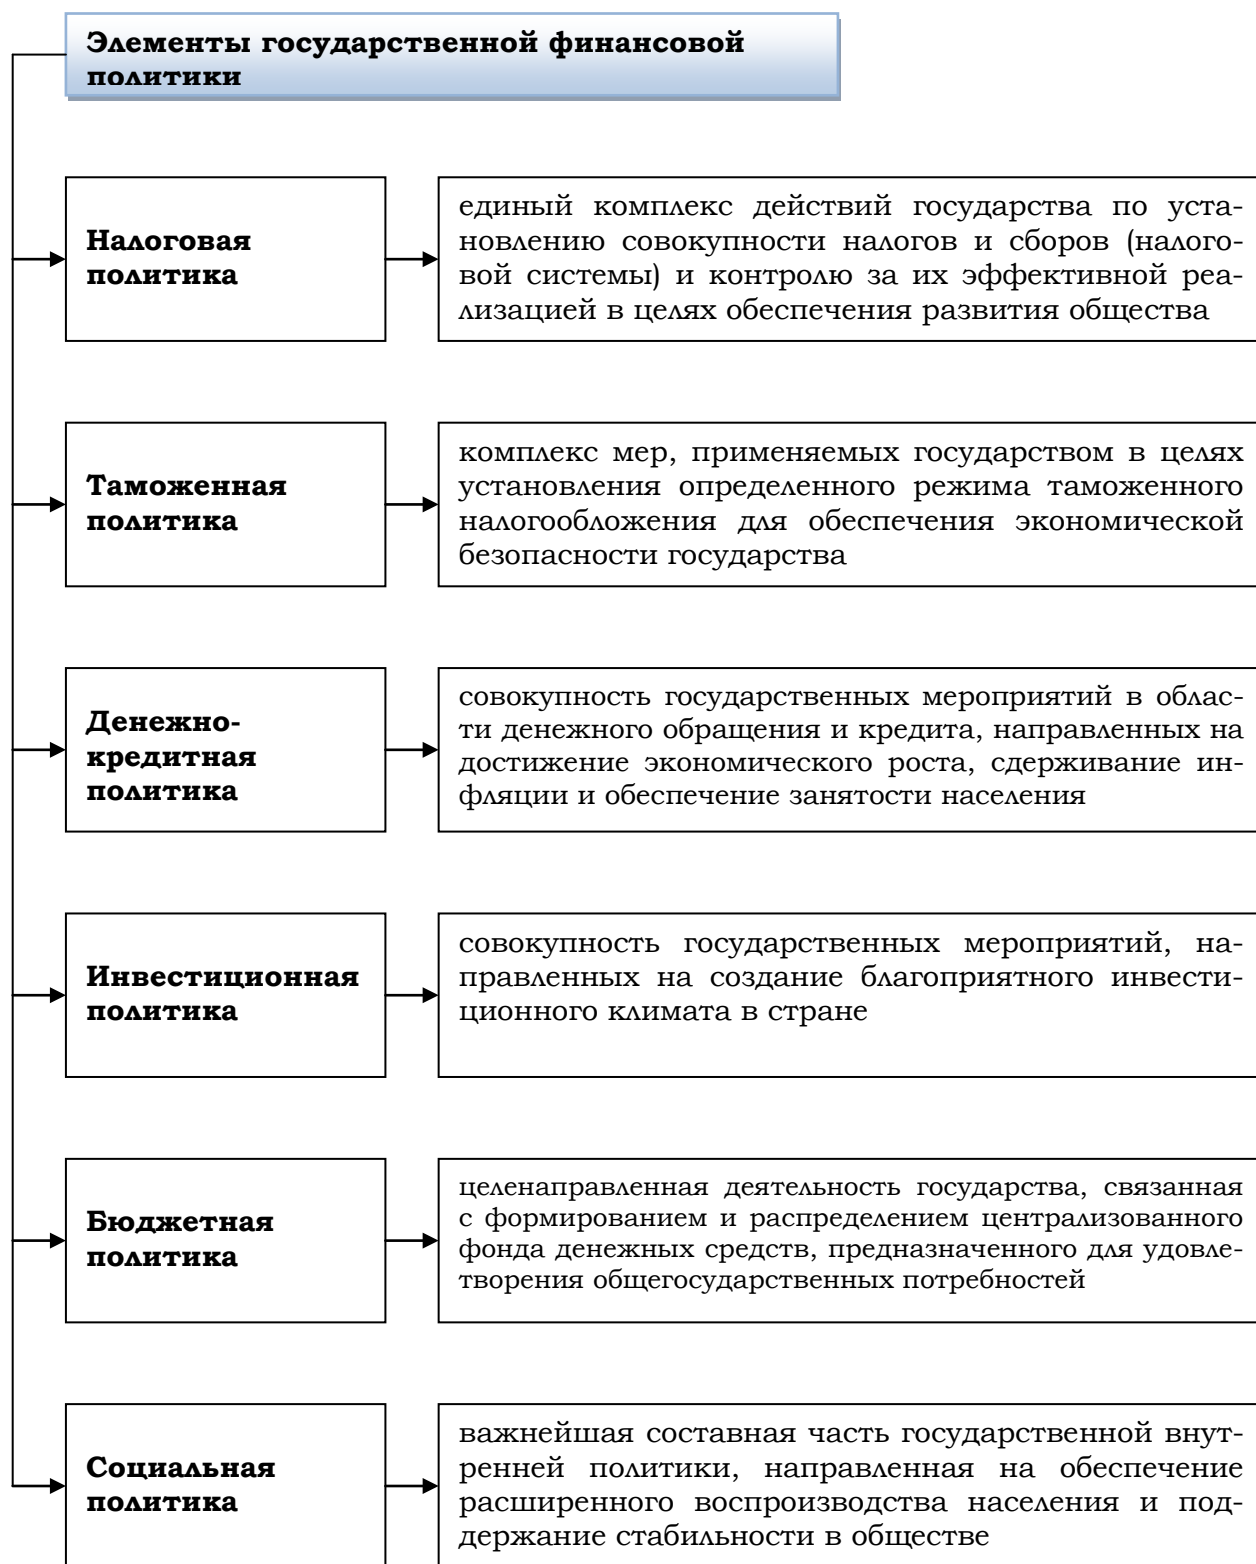 Элементы государственной финансовой
политики
Налоговая
политика
единый комплекс действий государства по уста-
новлению совокупности налогов и сборов (налого-
вой системы) и контролю за их эффективной реа-
лизацией в целях обеспечения развития общества
Таможенная
политика
комплекс мер, применяемых государством в целях
установления определенного режима таможенного
налогообложения для обеспечения экономической
безопасности государства
Денежно-
кредитная
политика
совокупность государственных мероприятий в облас-
ти денежного обращения и кредита, направленных на
достижение экономического роста, сдерживание ин-
фляции и обеспечение занятости населения
Инвестиционная
политика
совокупность государственных мероприятий, на-
правленных на создание благоприятного инвести-
ционного климата в стране
Бюджетная
политика
целенаправленная деятельность государства, связанная
с формированием и распределением централизованного
фонда денежных средств, предназначенного для удовле-
творения общегосударственных потребностей
Социальная
политика
важнейшая составная часть государственной внут-
ренней политики, направленная на обеспечение
расширенного воспроизводства населения и под-
держание стабильности в обществе